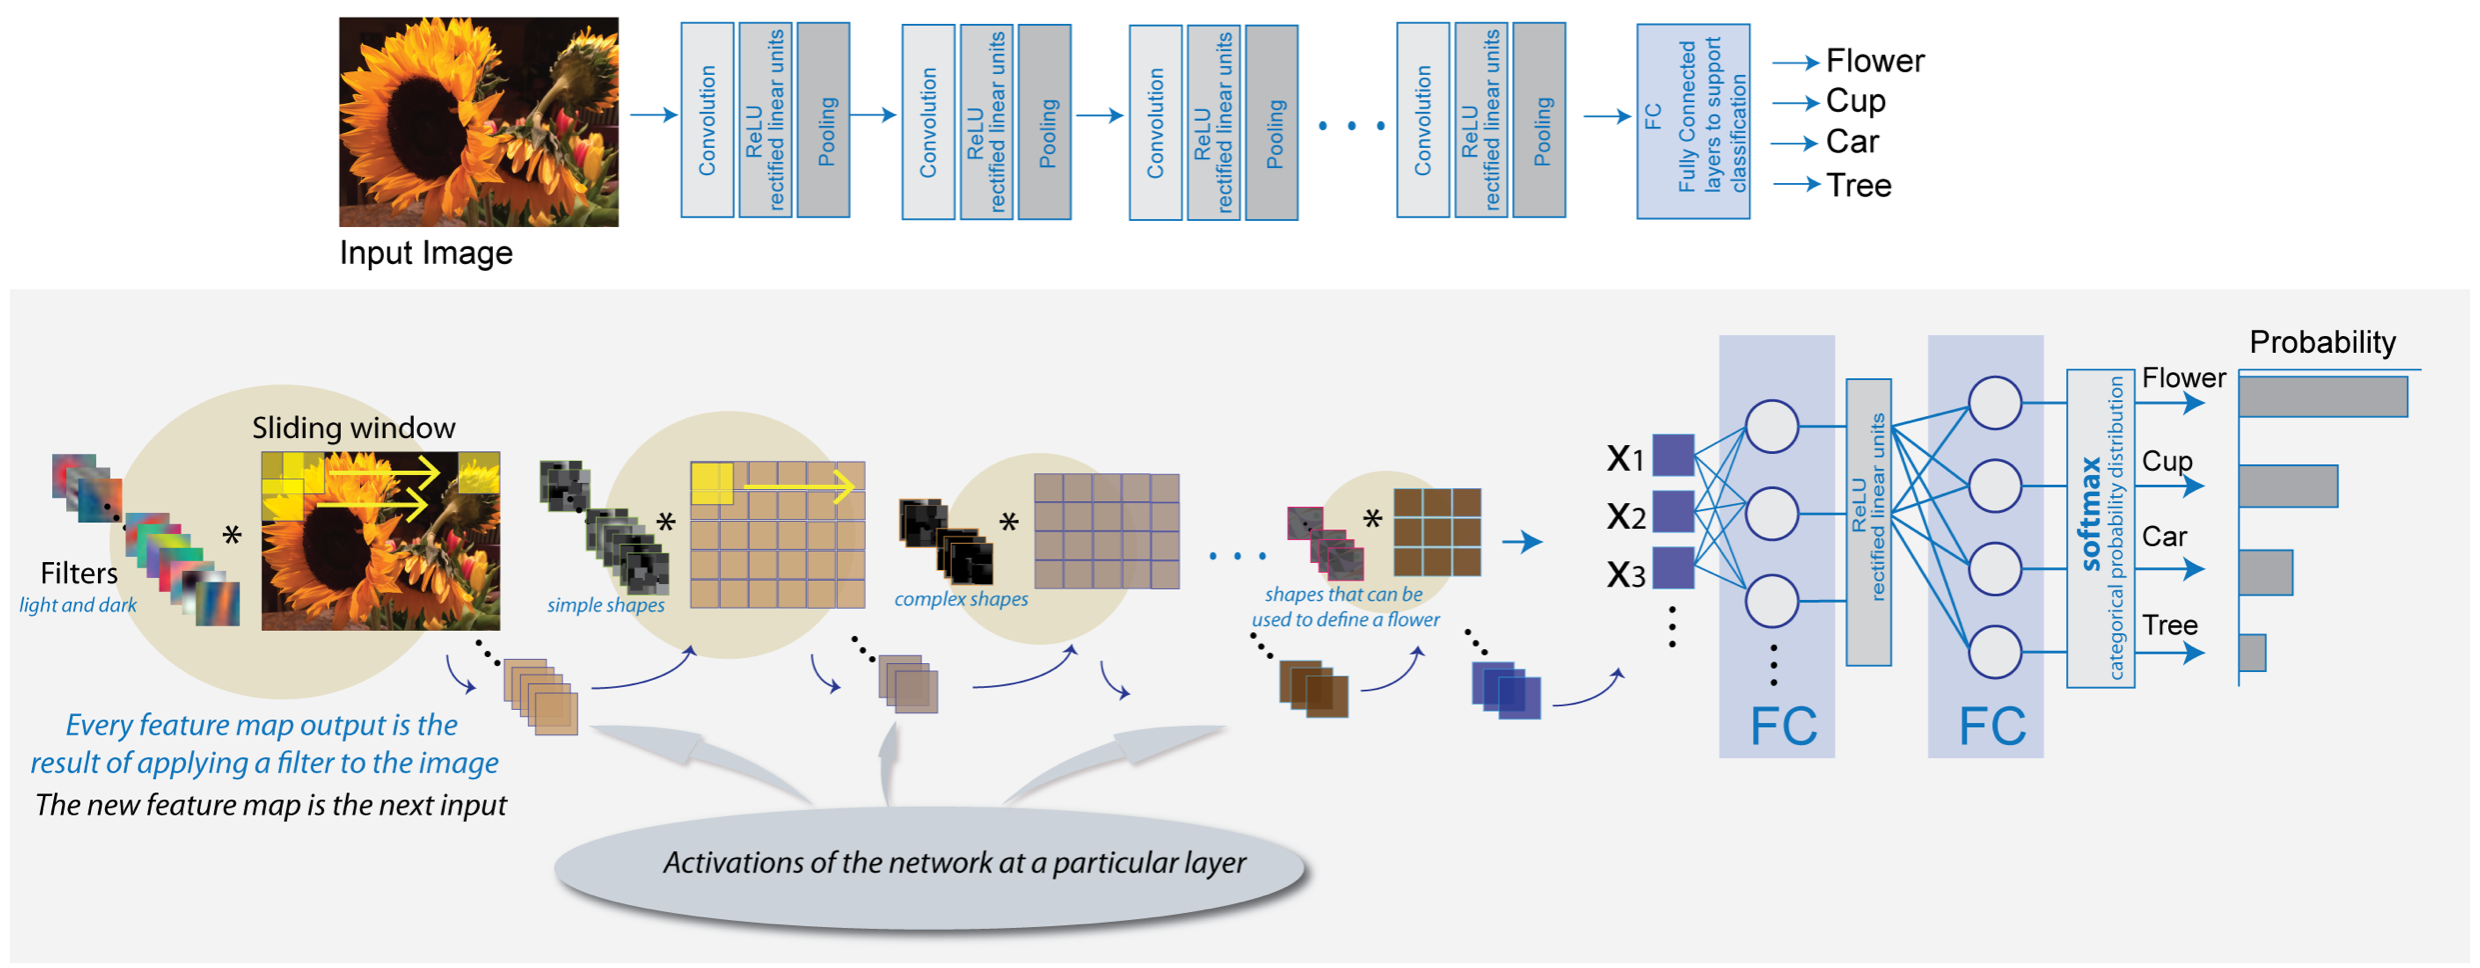 Convolution
ReLU
rectified linear units
Pooling
Convolution
ReLU
rectified linear units
Pooling
Convolution
ReLU
rectified linear units
Pooling
Convolution
ReLU
rectified linear units
Pooling
FC
Fully Connected
layers to support
classification
Flower
Cup
Car
Tree
Input Image
Sliding window
*
Filters
light and dark
*
simple shapes
*
complex shapes
*
shapes that can be
used to define a flower
X1
X2
X3
FC
ReLU
rectified linear units
FC
softmax
categorical probability distribution
Probability
Flower
Cup
Car
Tree
Every feature map output is the
result of applying a filter to the image
The new feature map is the next input
Activations of the network at a particular layer